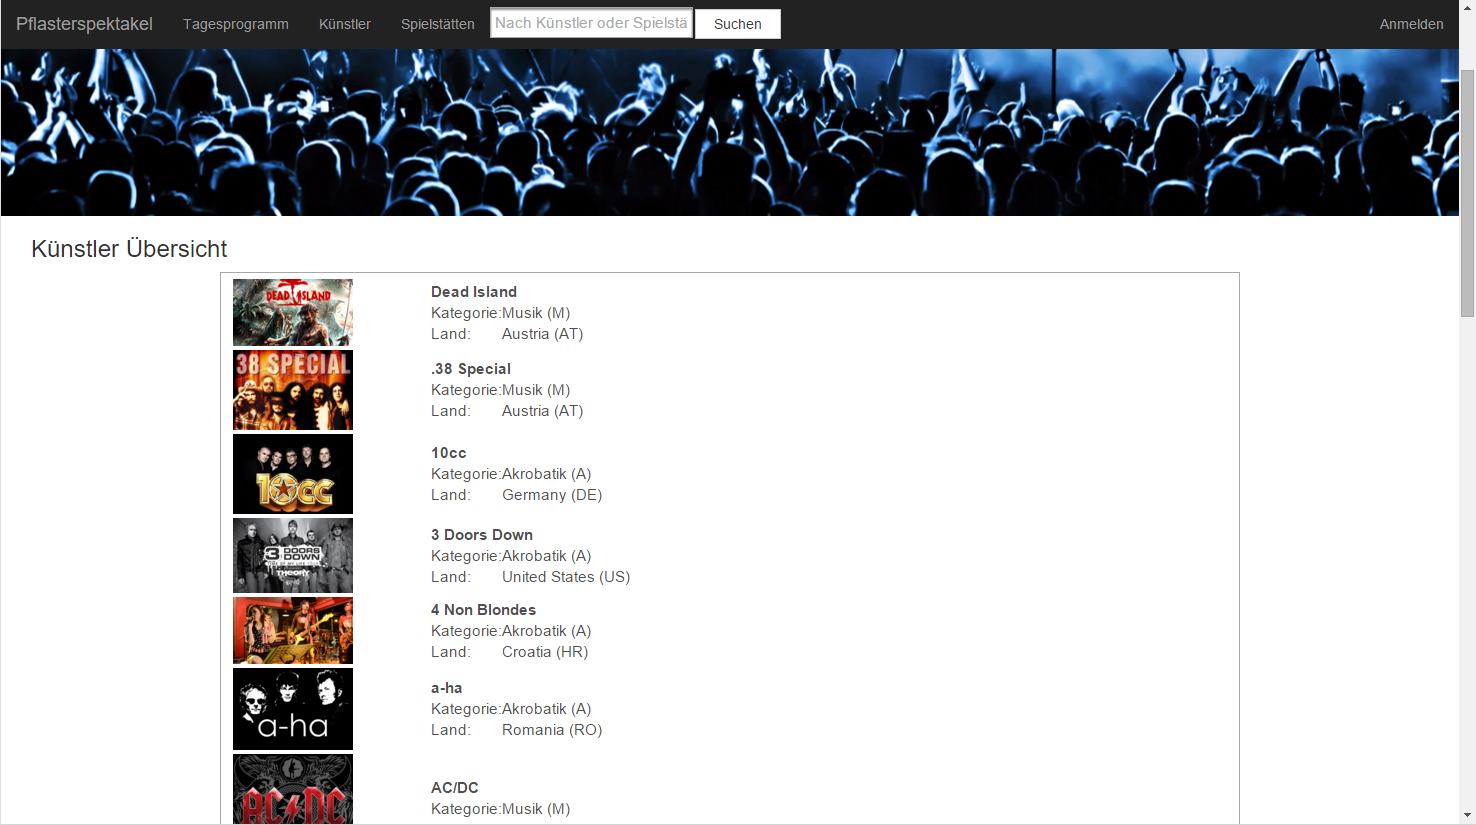 Pflasterspektakel Tagesprogramm Künstler Spielstätten Nach Künstler oder Spielstä Suchen Anmelden
Künstler Übersicht
DEAD ISLAND
Dead Island
Kategorie:Musik (M)
Land: Austria (AT)
38 SPECIAL
.38 Special
Kategorie:Musik (M)
Land: Austria (AT)
10cc
10cc
Kategorie:Akrobatik (A)
Land: Germany (DE)
3 DOORS
DOWN
THEORY
3 Doors Down
Kategorie:Akrobatik (A)
Land: United States (US)
4 Non Blondes
Kategorie:Akrobatik (A)
Land: Croatia (HR)
a-ha
a-ha
Kategorie:Akrobatik (A)
Land: Romania (RO)
AC/DC
AC/DC
Kategorie:Musik (M)